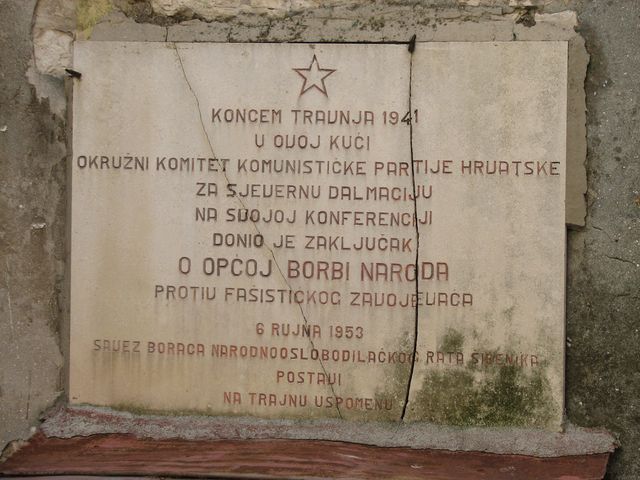 KONCEM TRAVNJA 1941
U OVOJ KUĆI
OKRUŽNI KOMITET KOMUNISTIČKE PARTIJE HRVATSKE
ZA SJEVERNU DALMACIJU
NA SVOJOJ KONFERENCIJI
DONIO JE ZAKLJUČAK
O OPĆOJ BORBI NARODA
PROTIV FAŠISTIČKOG ZAVOJEVAČA
6 RUJNA 1953
SAVEZ BORACA NARODNOOSLOBODILAČKOG RATA ŠIBENIKA
POSTAVI
NA TRAJNU USPOMENU